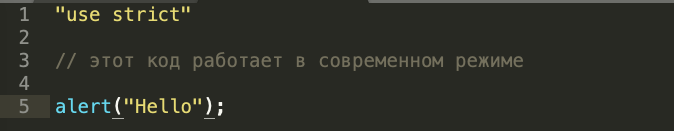 1 "use strict"
2
3 // этот код работает в современном режиме
4
5 alert("Hello");